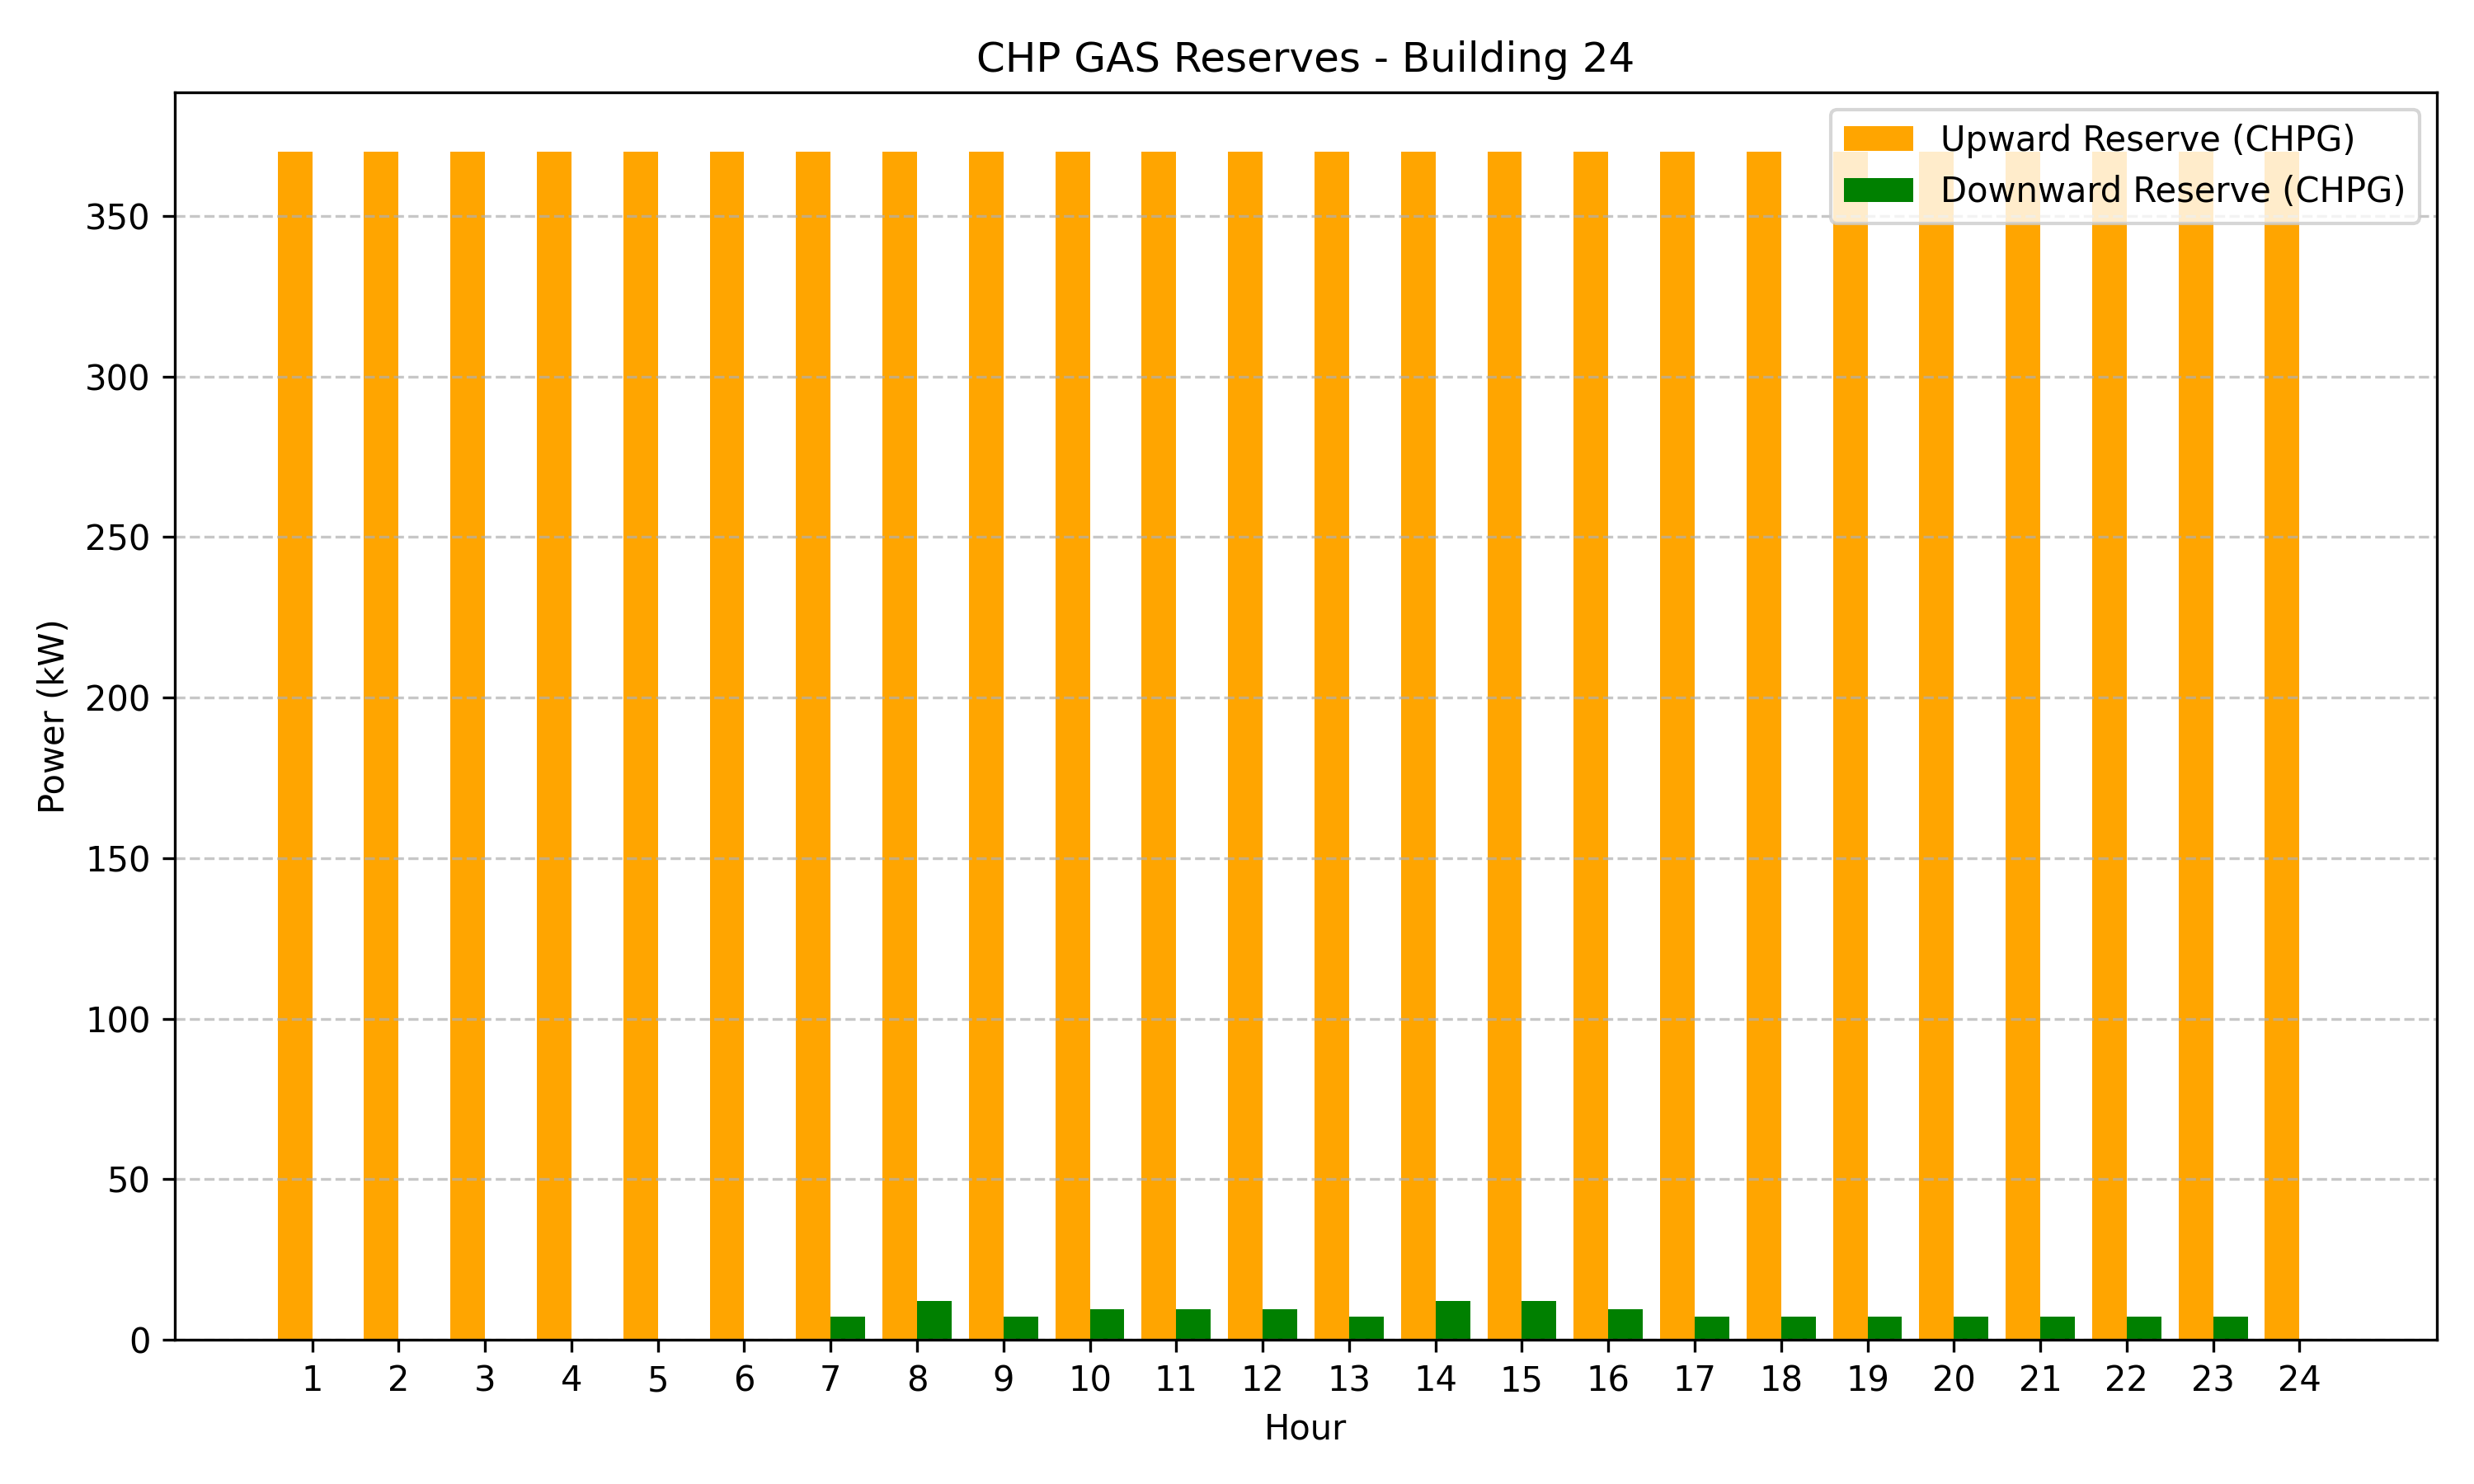 CHP GAS Reserves - Building 24
Upward Reserve (CHPG)
Downward Reserve (CHPG)
Power (kW)
350
300
250
200
150
100
50
0
1 2 3 4 5 6 7 8 9 10 11 12 13 14 15 16 17 18 19 20 21 22 23 24
Hour